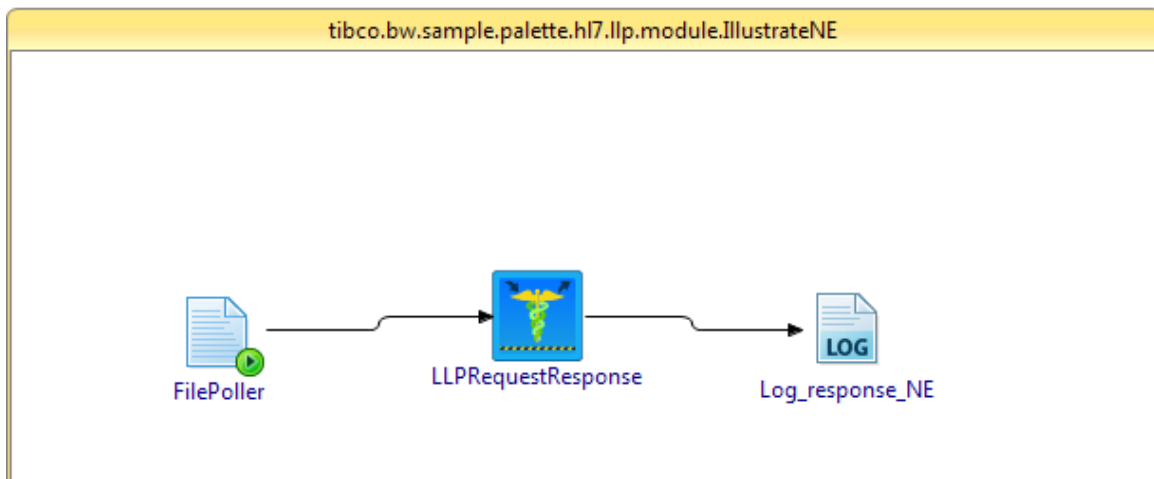 tibco.bw.sample.palette.hl7.llp.module.IllustrateNE
LOG
FilePoller
LLPRequestResponse
Log_response_NE